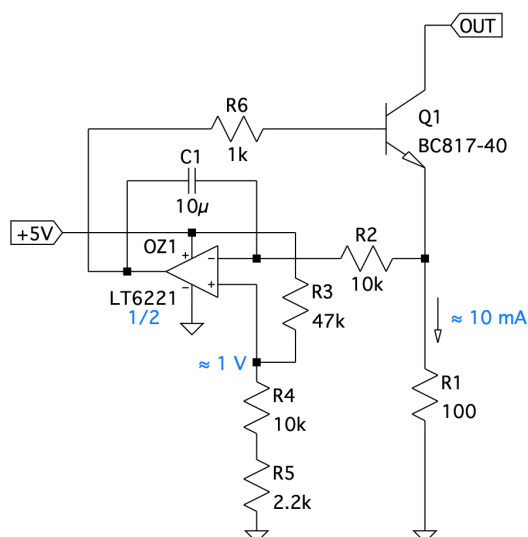 OUT
R6
Q1
1k
BC817-40
C1
10µ
+5V
OZ1
+
-
R2
LT6221
-
+
10k
1/2
R3
47k
≈ 10 mA
≈ 1 V
R4
R1
10k
100
R5
2.2k